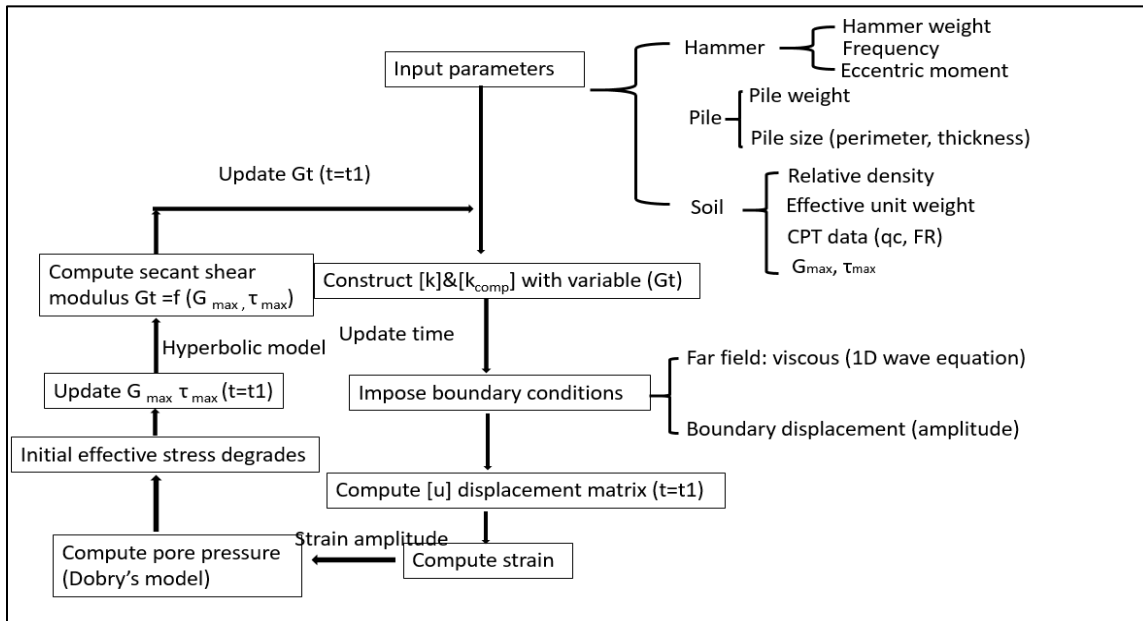 Input parameters
Hammer
Hammer weight
Frequency
Eccentric moment
Pile
Pile weight
Pile size (perimeter, thickness)
Soil
Relative density
Effective unit weight
CPT data (qc, FR)
Gmax, τmax
Update Gt (t=t1)
Compute secant shear
modulus Gt =f (G max , τ max)
Construct [k]&[kcomp] with variable (Gt)
Update time
Hyperbolic model
Update G max τ max (t=t1)
Impose boundary conditions
Far field: viscous (1D wave equation)
Boundary displacement (amplitude)
Initial effective stress degrades
Compute [u] displacement matrix (t=t1)
Strain amplitude
Compute strain
Compute pore pressure
(Dobry’s model)